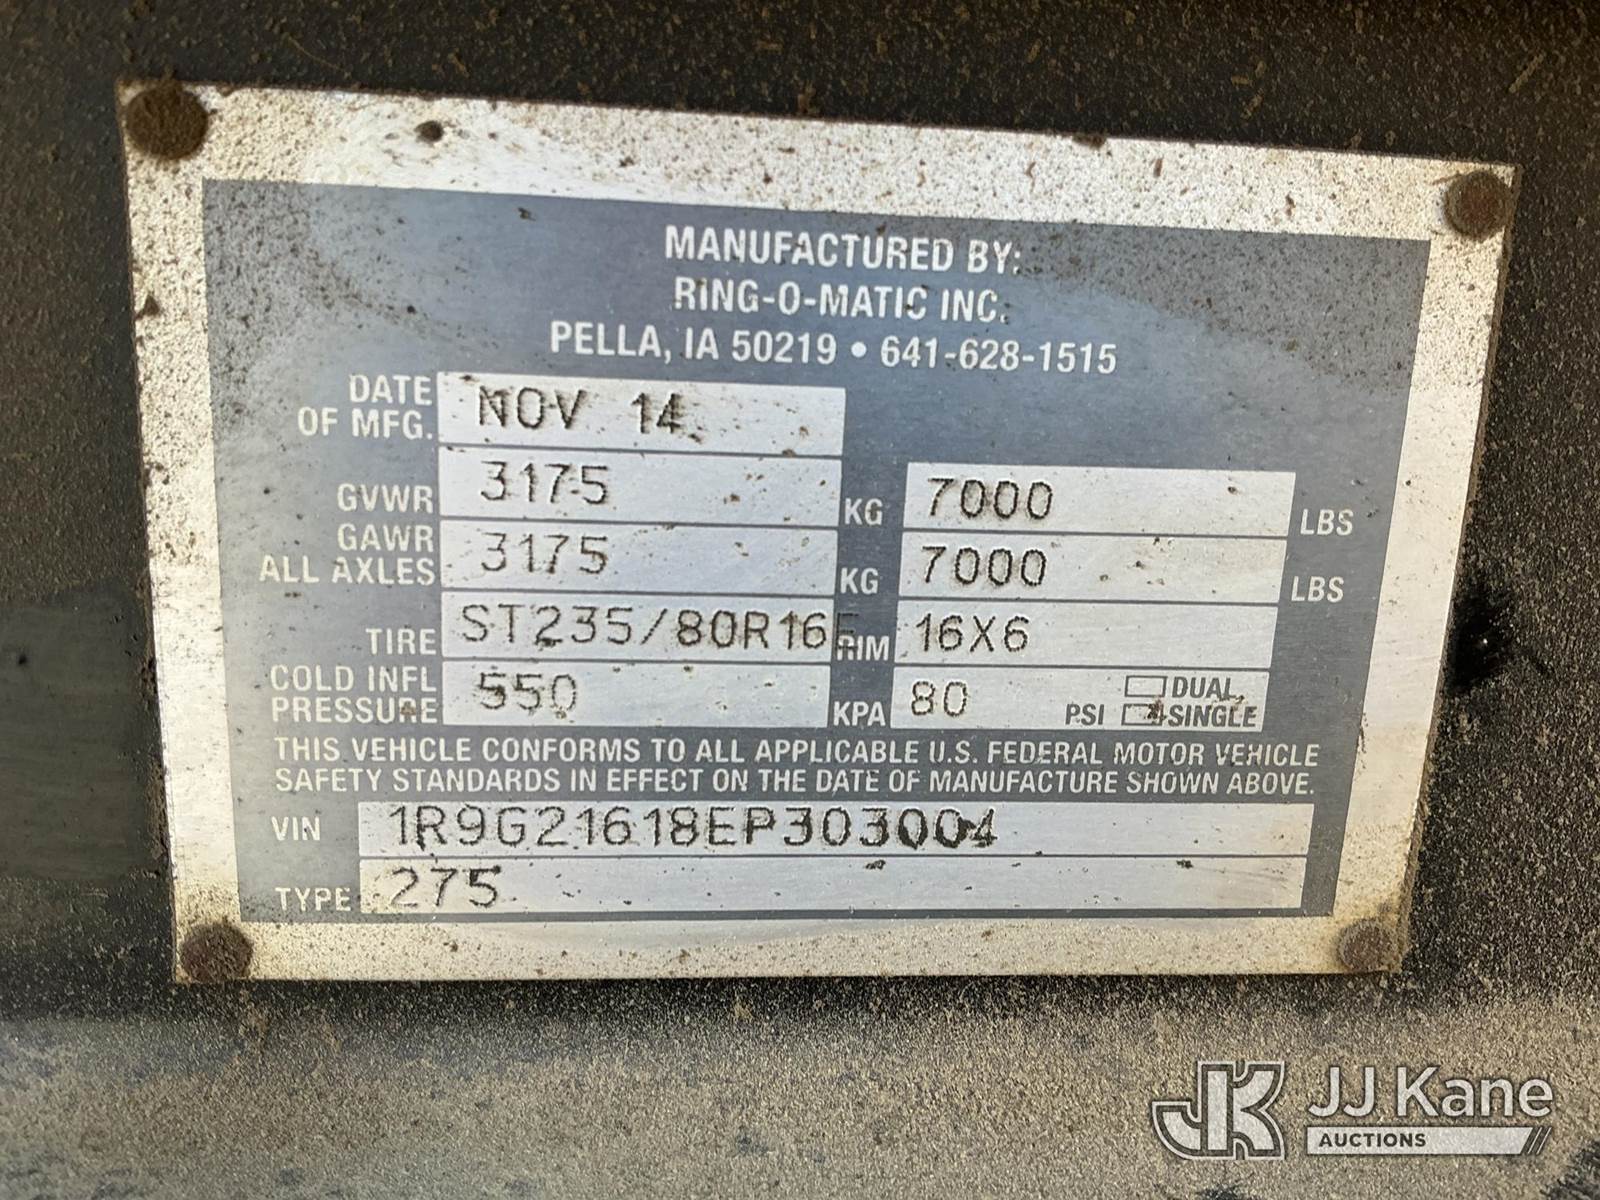 MANUFACTURED BY:
RING-O-MATIC INC.
PELLA, IA 50219 • 641-628-1515
DATE OF MFG. NOV 14
GVWR 3175 KG 7000 LBS
GAWR ALL AXLES 3175 KG 7000 LBS
TIRE ST235/80R16E RIM 16X6
COLD INFL PRESSURE 550 KPA 80 PSI DUAL SINGLE
THIS VEHICLE CONFORMS TO ALL APPLICABLE U.S. FEDERAL MOTOR VEHICLE
SAFETY STANDARDS IN EFFECT ON THE DATE OF MANUFACTURE SHOWN ABOVE.
VIN 1R9G21618EP303004
TYPE 275
JK JJ Kane
AUCTIONS